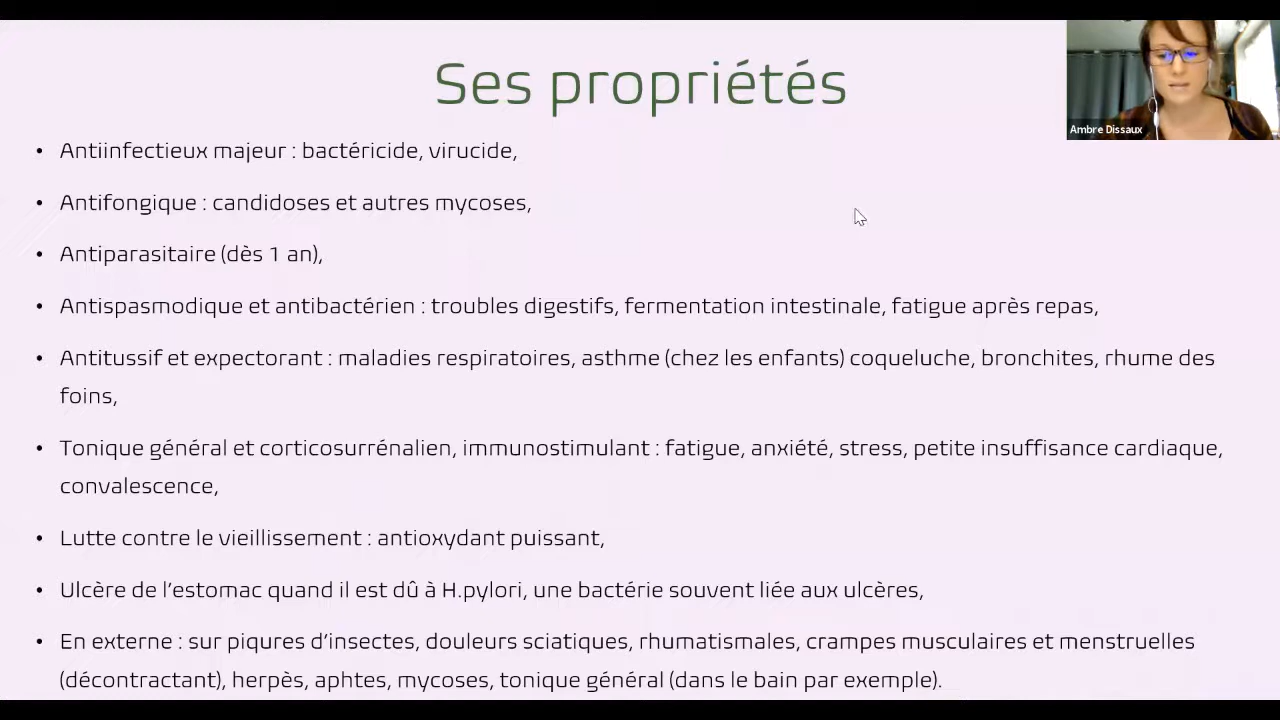 Ses propriétés
Ambre Dissaux
• Antiinfectieux majeur : bactéricide, virucide,
• Antifongique : candidoses et autres mycoses,
• Antiparasitaire (dès 1 an),
• Antispasmodique et antibactérien : troubles digestifs, fermentation intestinale, fatigue après repas,
• Antitussif et expectorant : maladies respiratoires, asthme (chez les enfants) coqueluche, bronchites, rhume des
foins,
• Tonique général et corticosurrénalien, immunostimulant : fatigue, anxiété, stress, petite insuffisance cardiaque,
convalescence,
• Lutte contre le vieillissement : antioxydant puissant,
• Ulcère de l'estomac quand il est dû à H.pylori, une bactérie souvent liée aux ulcères,
• En externe : sur piqures d'insectes, douleurs sciatiques, rhumatismales, crampes musculaires et menstruelles
(décontractant), herpès, aphtes, mycoses, tonique général (dans le bain par exemple).